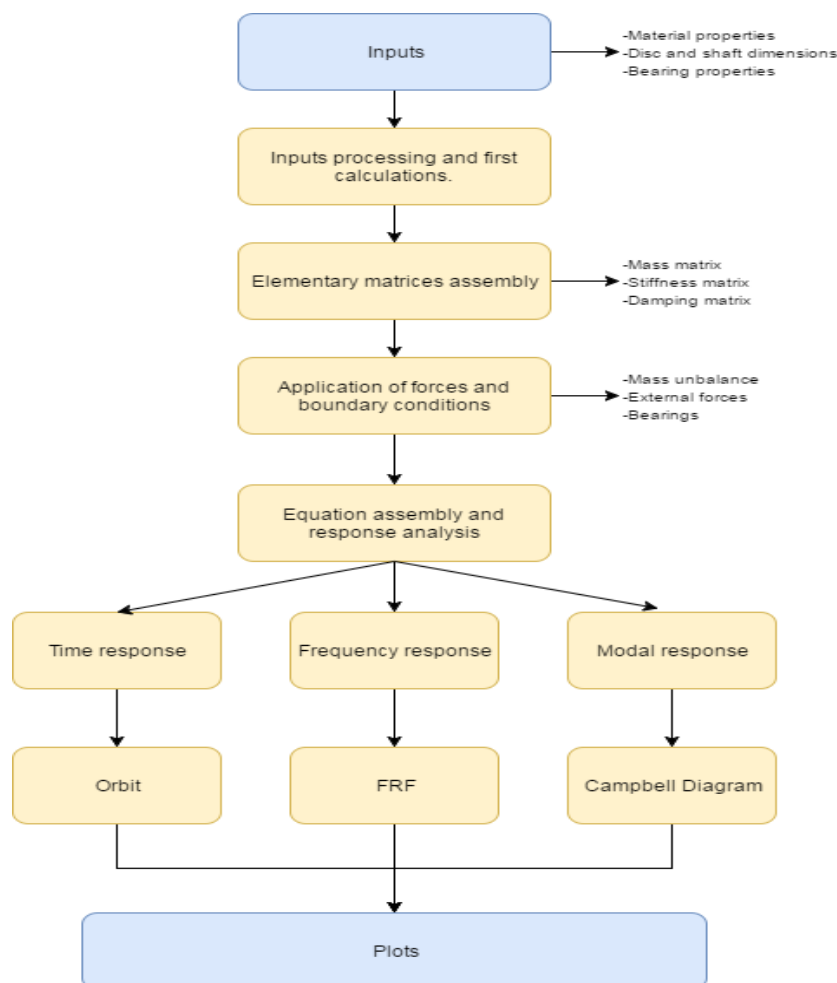 Inputs
-Material properties
-Disc and shaft dimensions
-Bearing properties
Inputs processing and first
calculations.
Elementary matrices assembly
-Mass matrix
-Stiffness matrix
-Damping matrix
Application of forces and
boundary conditions
-Mass unbalance
-External forces
-Bearings
Equation assembly and
response analysis
Time response
Frequency response
Modal response
Orbit
FRF
Campbell Diagram
Plots